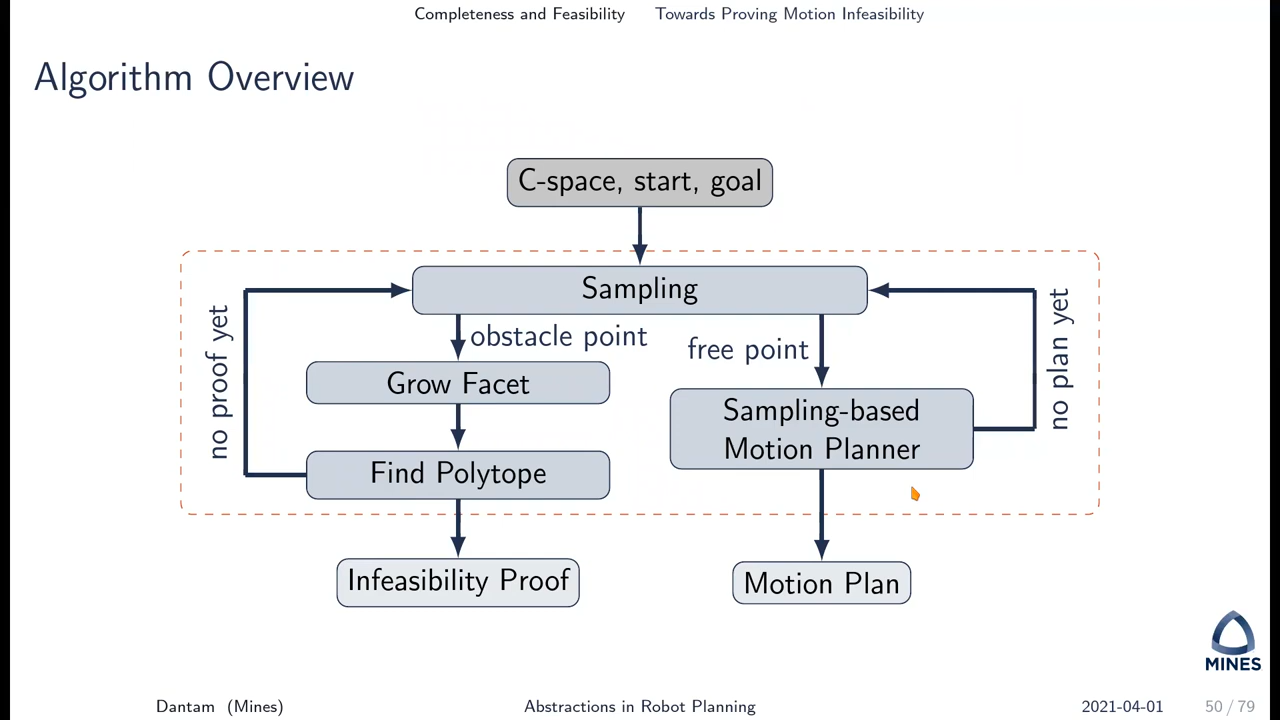 Completeness and Feasibility Towards Proving Motion Infeasibility
Algorithm Overview
C-space, start, goal
Sampling
obstacle point
free point
no proof yet
no plan yet
Grow Facet
Sampling-based
Motion Planner
Find Polytope
Infeasibility Proof
Motion Plan
MINES
Dantam (Mines) Abstractions in Robot Planning 2021-04-01 50 / 79